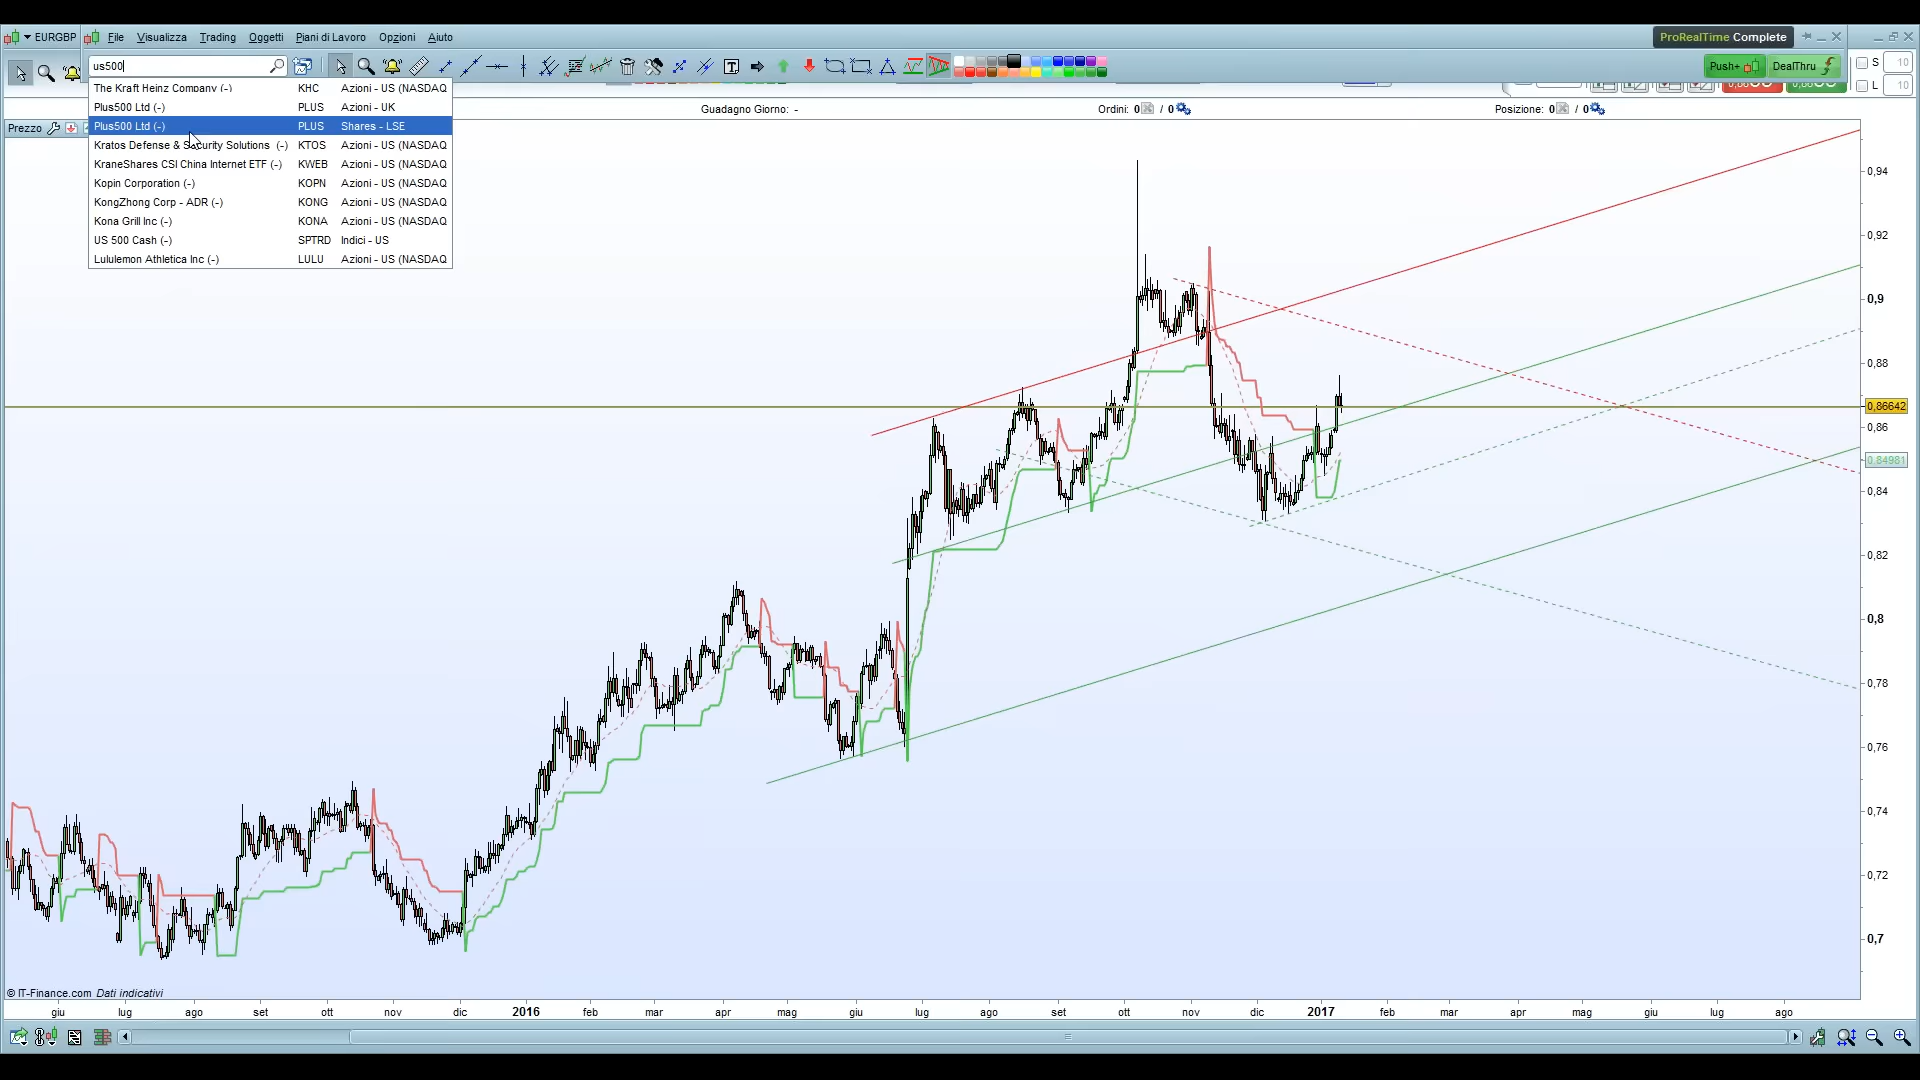 EURGBP File Visualizza Trading Oggetti Piani di Lavoro Opzioni Aiuto ProRealTime Complete
us500
Push+ DealThru
S 10
L 10
The Kraft Heinz Company (-) KHC Azioni - US (NASDAQ
Plus500 Ltd (-) PLUS Azioni - UK
Plus500 Ltd (-) PLUS Shares - LSE
Kratos Defense & Security Solutions (-) KTOS Azioni - US (NASDAQ
KraneShares CSI China Internet ETF (-) KWEB Azioni - US (NASDAQ
Kopin Corporation (-) KOPN Azioni - US (NASDAQ
KongZhong Corp - ADR (-) KONG Azioni - US (NASDAQ
Kona Grill Inc (-) KONA Azioni - US (NASDAQ
US 500 Cash (-) SPTRD Indici - US
Lululemon Athletica Inc (-) LULU Azioni - US (NASDAQ
Guadagno Giorno: - Ordini: 0 / 0 Posizione: 0 / 0
Prezzo
0,94
0,92
0,9
0,88
0,86642
0,86
0,84981
0,84
0,82
0,8
0,78
0,76
0,74
0,72
0,7
© IT-Finance.com Dati indicativi
giu lug ago set ott nov dic 2016 feb mar apr mag giu lug ago set ott nov dic 2017 feb mar apr mag giu lug ago